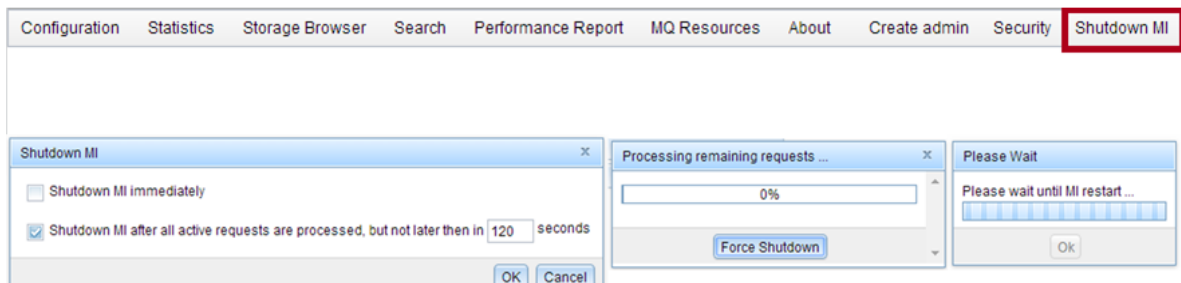 Configuration Statistics Storage Browser Search Performance Report MQ Resources About Create admin Security Shutdown MI
Shutdown MI x
Shutdown MI immediately
Shutdown MI after all active requests are processed, but not later then in 120 seconds
OK Cancel
Processing remaining requests ... x
0%
Force Shutdown
Please Wait
Please wait until MI restart ...
Ok